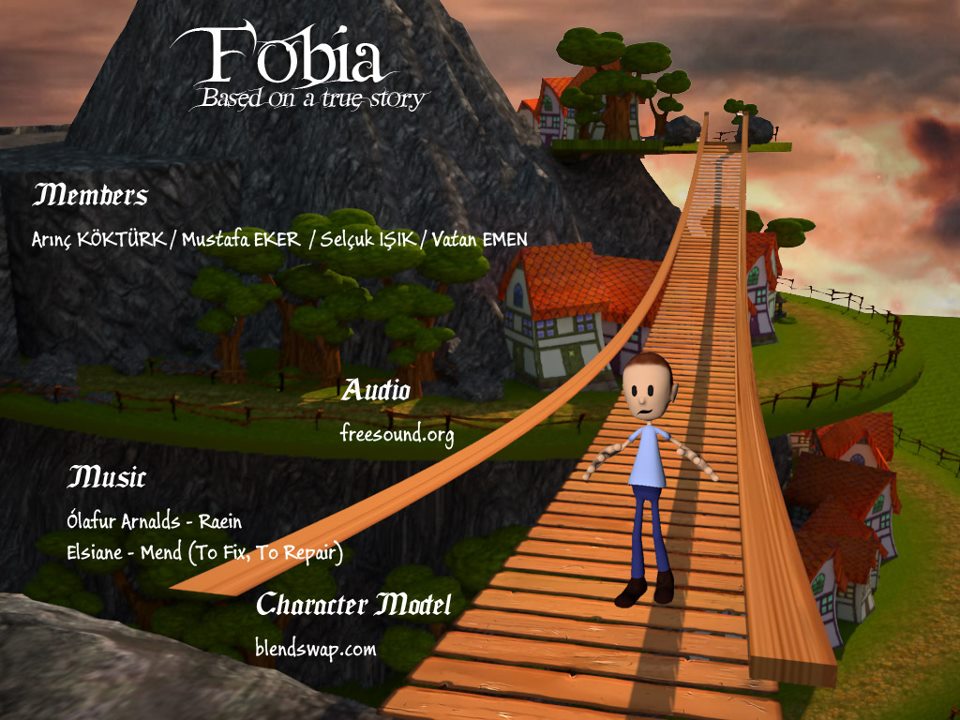 Fobia
Based on a true story
Members
Arınç KÖKTÜRK / Mustafa EKER / Selçuk IŞIK / Vatan EMEN
Audio
freesound.org
Music
Ólafur Arnalds - Raein
Elsiane - Mend (To Fix, To Repair)
Character Model
blendswap.com